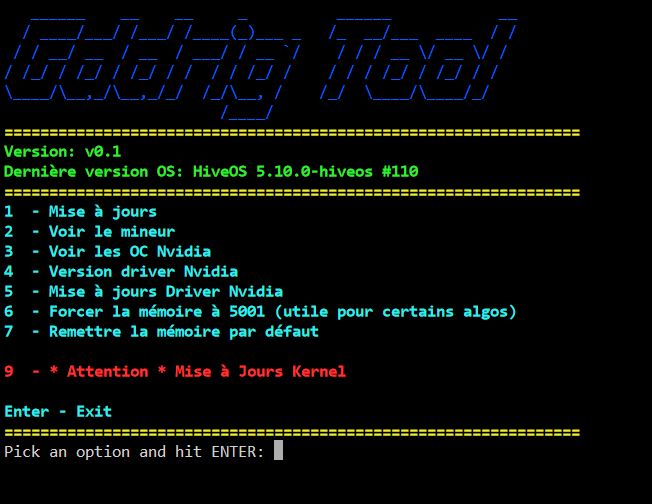 =================================================================
Version: v0.1
Dernière version OS: HiveOS 5.10.0-hiveos #110
=================================================================
1  - Mise à jours
2  - Voir le mineur
3  - Voir les OC Nvidia
4  - Version driver Nvidia
5  - Mise à jours Driver Nvidia
6  - Forcer la mémoire à 5001 (utile pour certains algos)
7  - Remettre la mémoire par défaut
9  - * Attention * Mise à Jours Kernel
Enter - Exit
=================================================================
Pick an option and hit ENTER: